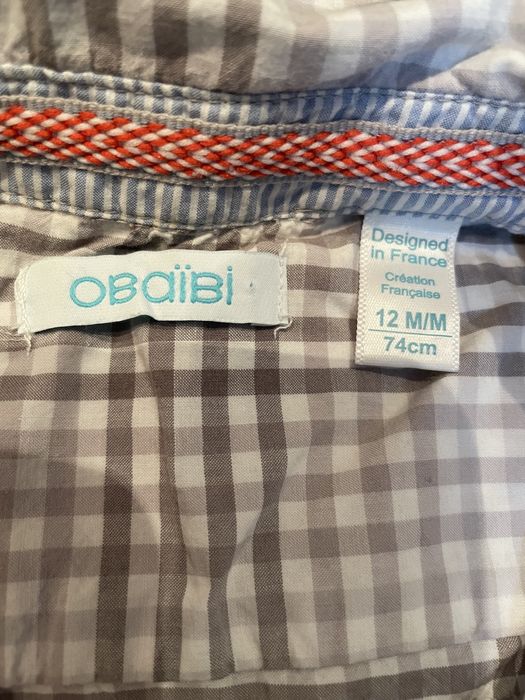 OBaïBi
Designed
in France
Création
Française
12 M/M
74cm